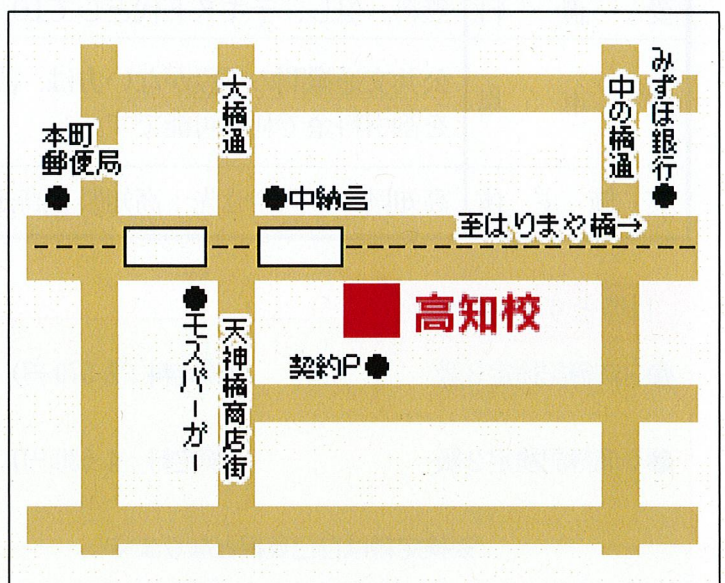 みずほ銀行
中の橋通
大橋通
本町
郵便局
中納言
至はりまや橋→
高知校
モスバーガー
天神橋商店街
契約P